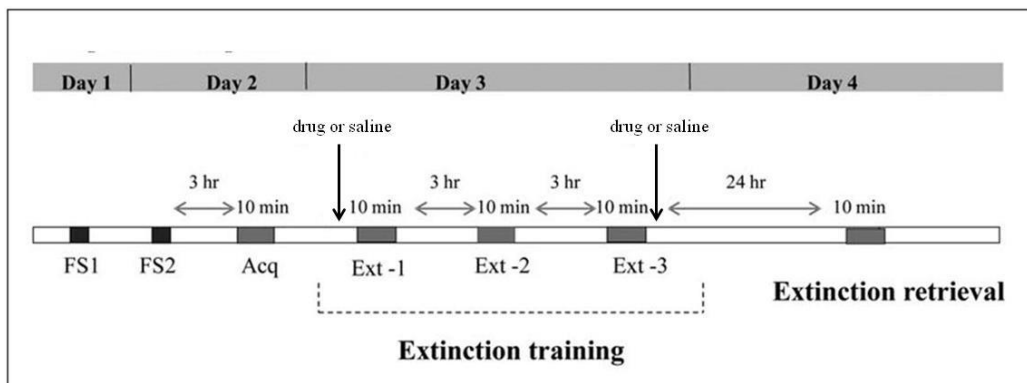 Day 1 Day 2 Day 3 Day 4
drug or saline drug or saline
3 hr 3 hr 3 hr 24 hr
10 min 10 min 10 min 10 min 10 min
FS1 FS2 Acq Ext -1 Ext -2 Ext -3
Extinction retrieval
Extinction training